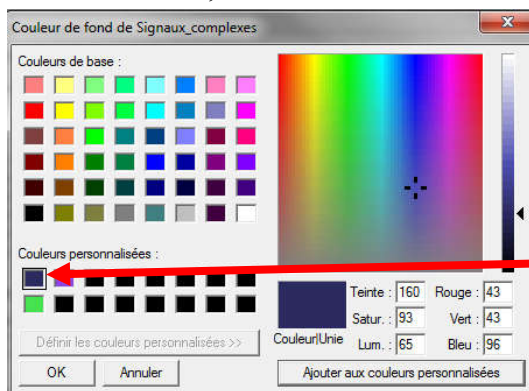 Couleur de fond de Signaux_complexes
Couleurs de base :
Couleurs personnalisées :
Définir les couleurs personnalisées >>
OK Annuler
Couleur|Unie
Teinte : 160 Rouge : 43
Satur. : 93 Vert : 43
Lum. : 65 Bleu : 96
Ajouter aux couleurs personnalisées